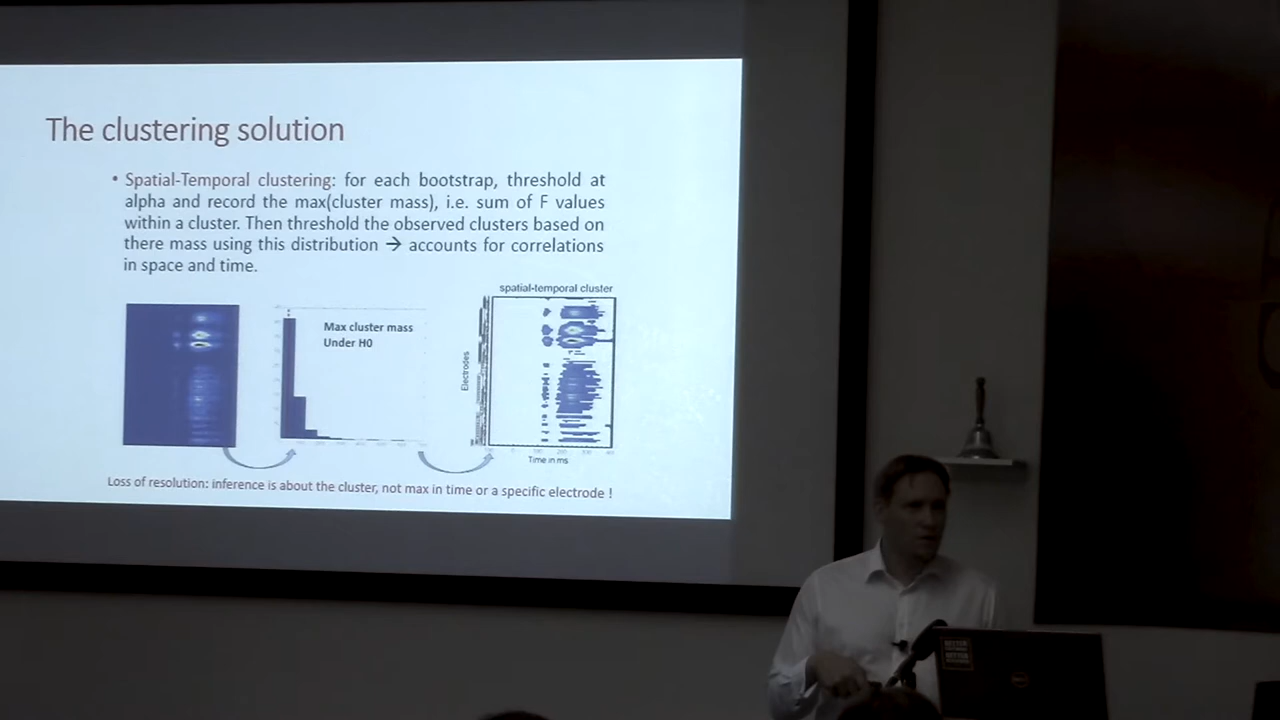 The clustering solution
• Spatial-Temporal clustering: for each bootstrap, threshold at
alpha and record the max(cluster mass), i.e. sum of F values
within a cluster. Then threshold the observed clusters based on
there mass using this distribution → accounts for correlations
in space and time.
spatial-temporal cluster
Max cluster mass
Under H0
Electrodes
Time in ms
Loss of resolution: inference is about the cluster, not max in time or a specific electrode !
BETTER
BETTER
DELL